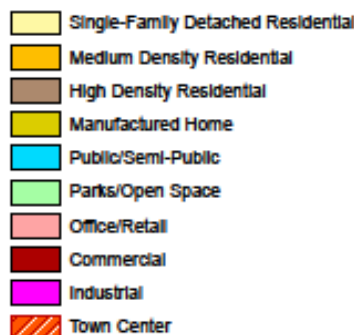 Single-Family Detached Residential
Medium Density Residential
High Density Residential
Manufactured Home
Public/Semi-Public
Parks/Open Space
Office/Retail
Commercial
Industrial
Town Center